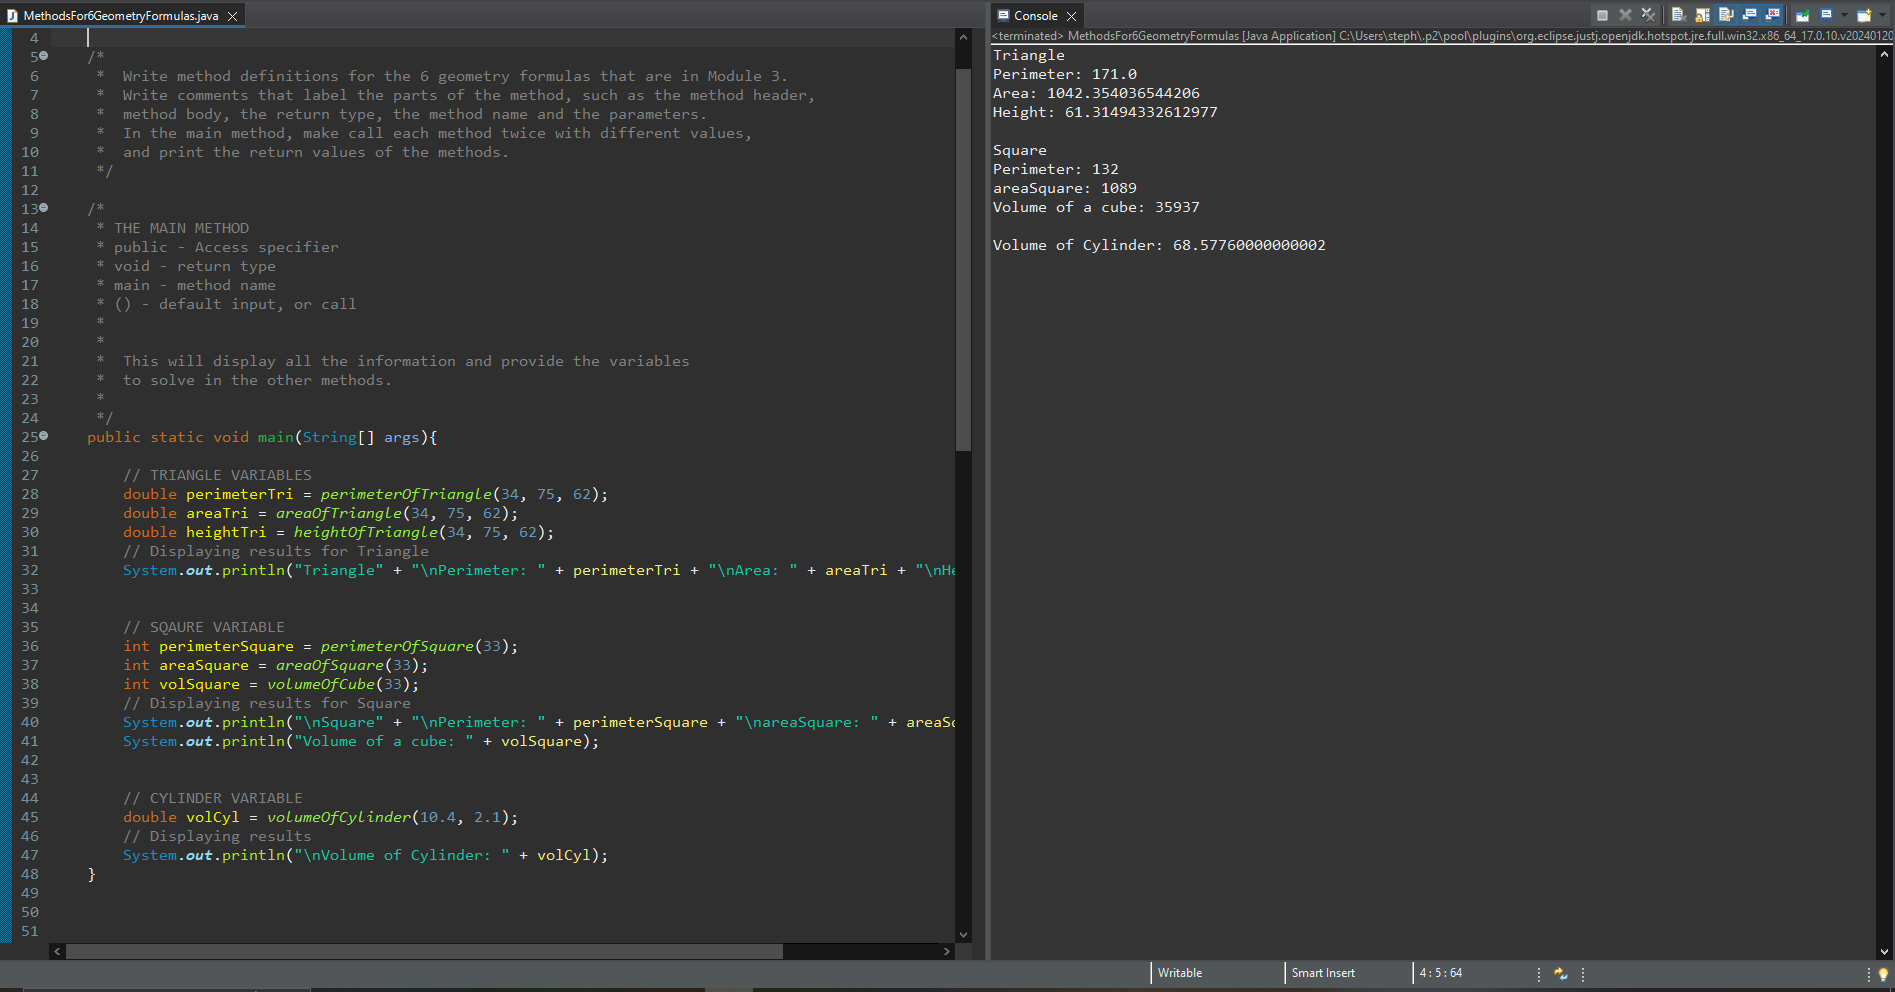 MethodsFor6GeometryFormulas.java
4
5 /*
6 * Write method definitions for the 6 geometry formulas that are in Module 3.
7 * Write comments that label the parts of the method, such as the method header,
8 * method body, the return type, the method name and the parameters.
9 * In the main method, make call each method twice with different values,
10 * and print the return values of the methods.
11 */
12
13 /*
14 * THE MAIN METHOD
15 * public - Access specifier
16 * void - return type
17 * main - method name
18 * () - default input, or call
19 *
20 *
21 * This will display all the information and provide the variables
22 * to solve in the other methods.
23 *
24 */
25 public static void main(String[] args){
26
27 // TRIANGLE VARIABLES
28 double perimeterTri = perimeterOfTriangle(34, 75, 62);
29 double areaTri = areaOfTriangle(34, 75, 62);
30 double heightTri = heightOfTriangle(34, 75, 62);
31 // Displaying results for Triangle
32 System.out.println("Triangle" + "\nPerimeter: " + perimeterTri + "\nArea: " + areaTri + "\nHe
33
34
35 // SQAURE VARIABLE
36 int perimeterSquare = perimeterOfSquare(33);
37 int areaSquare = areaOfSquare(33);
38 int volSquare = volumeOfCube(33);
39 // Displaying results for Square
40 System.out.println("\nSquare" + "\nPerimeter: " + perimeterSquare + "\nareaSquare: " + areaSq
41 System.out.println("Volume of a cube: " + volSquare);
42
43
44 // CYLINDER VARIABLE
45 double volCyl = volumeOfCylinder(10.4, 2.1);
46 // Displaying results
47 System.out.println("\nVolume of Cylinder: " + volCyl);
48 }
49
50
51
Console
<terminated> MethodsFor6GeometryFormulas [Java Application] C:\Users\steph\.p2\pool\plugins\org.eclipse.justj.openjdk.hotspot.jre.full.win32.x86_64_17.0.10.v20240120
Triangle
Perimeter: 171.0
Area: 1042.354036544206
Height: 61.31494332612977
Square
Perimeter: 132
areaSquare: 1089
Volume of a cube: 35937
Volume of Cylinder: 68.57760000000002
Writable
Smart Insert
4 : 5 : 64